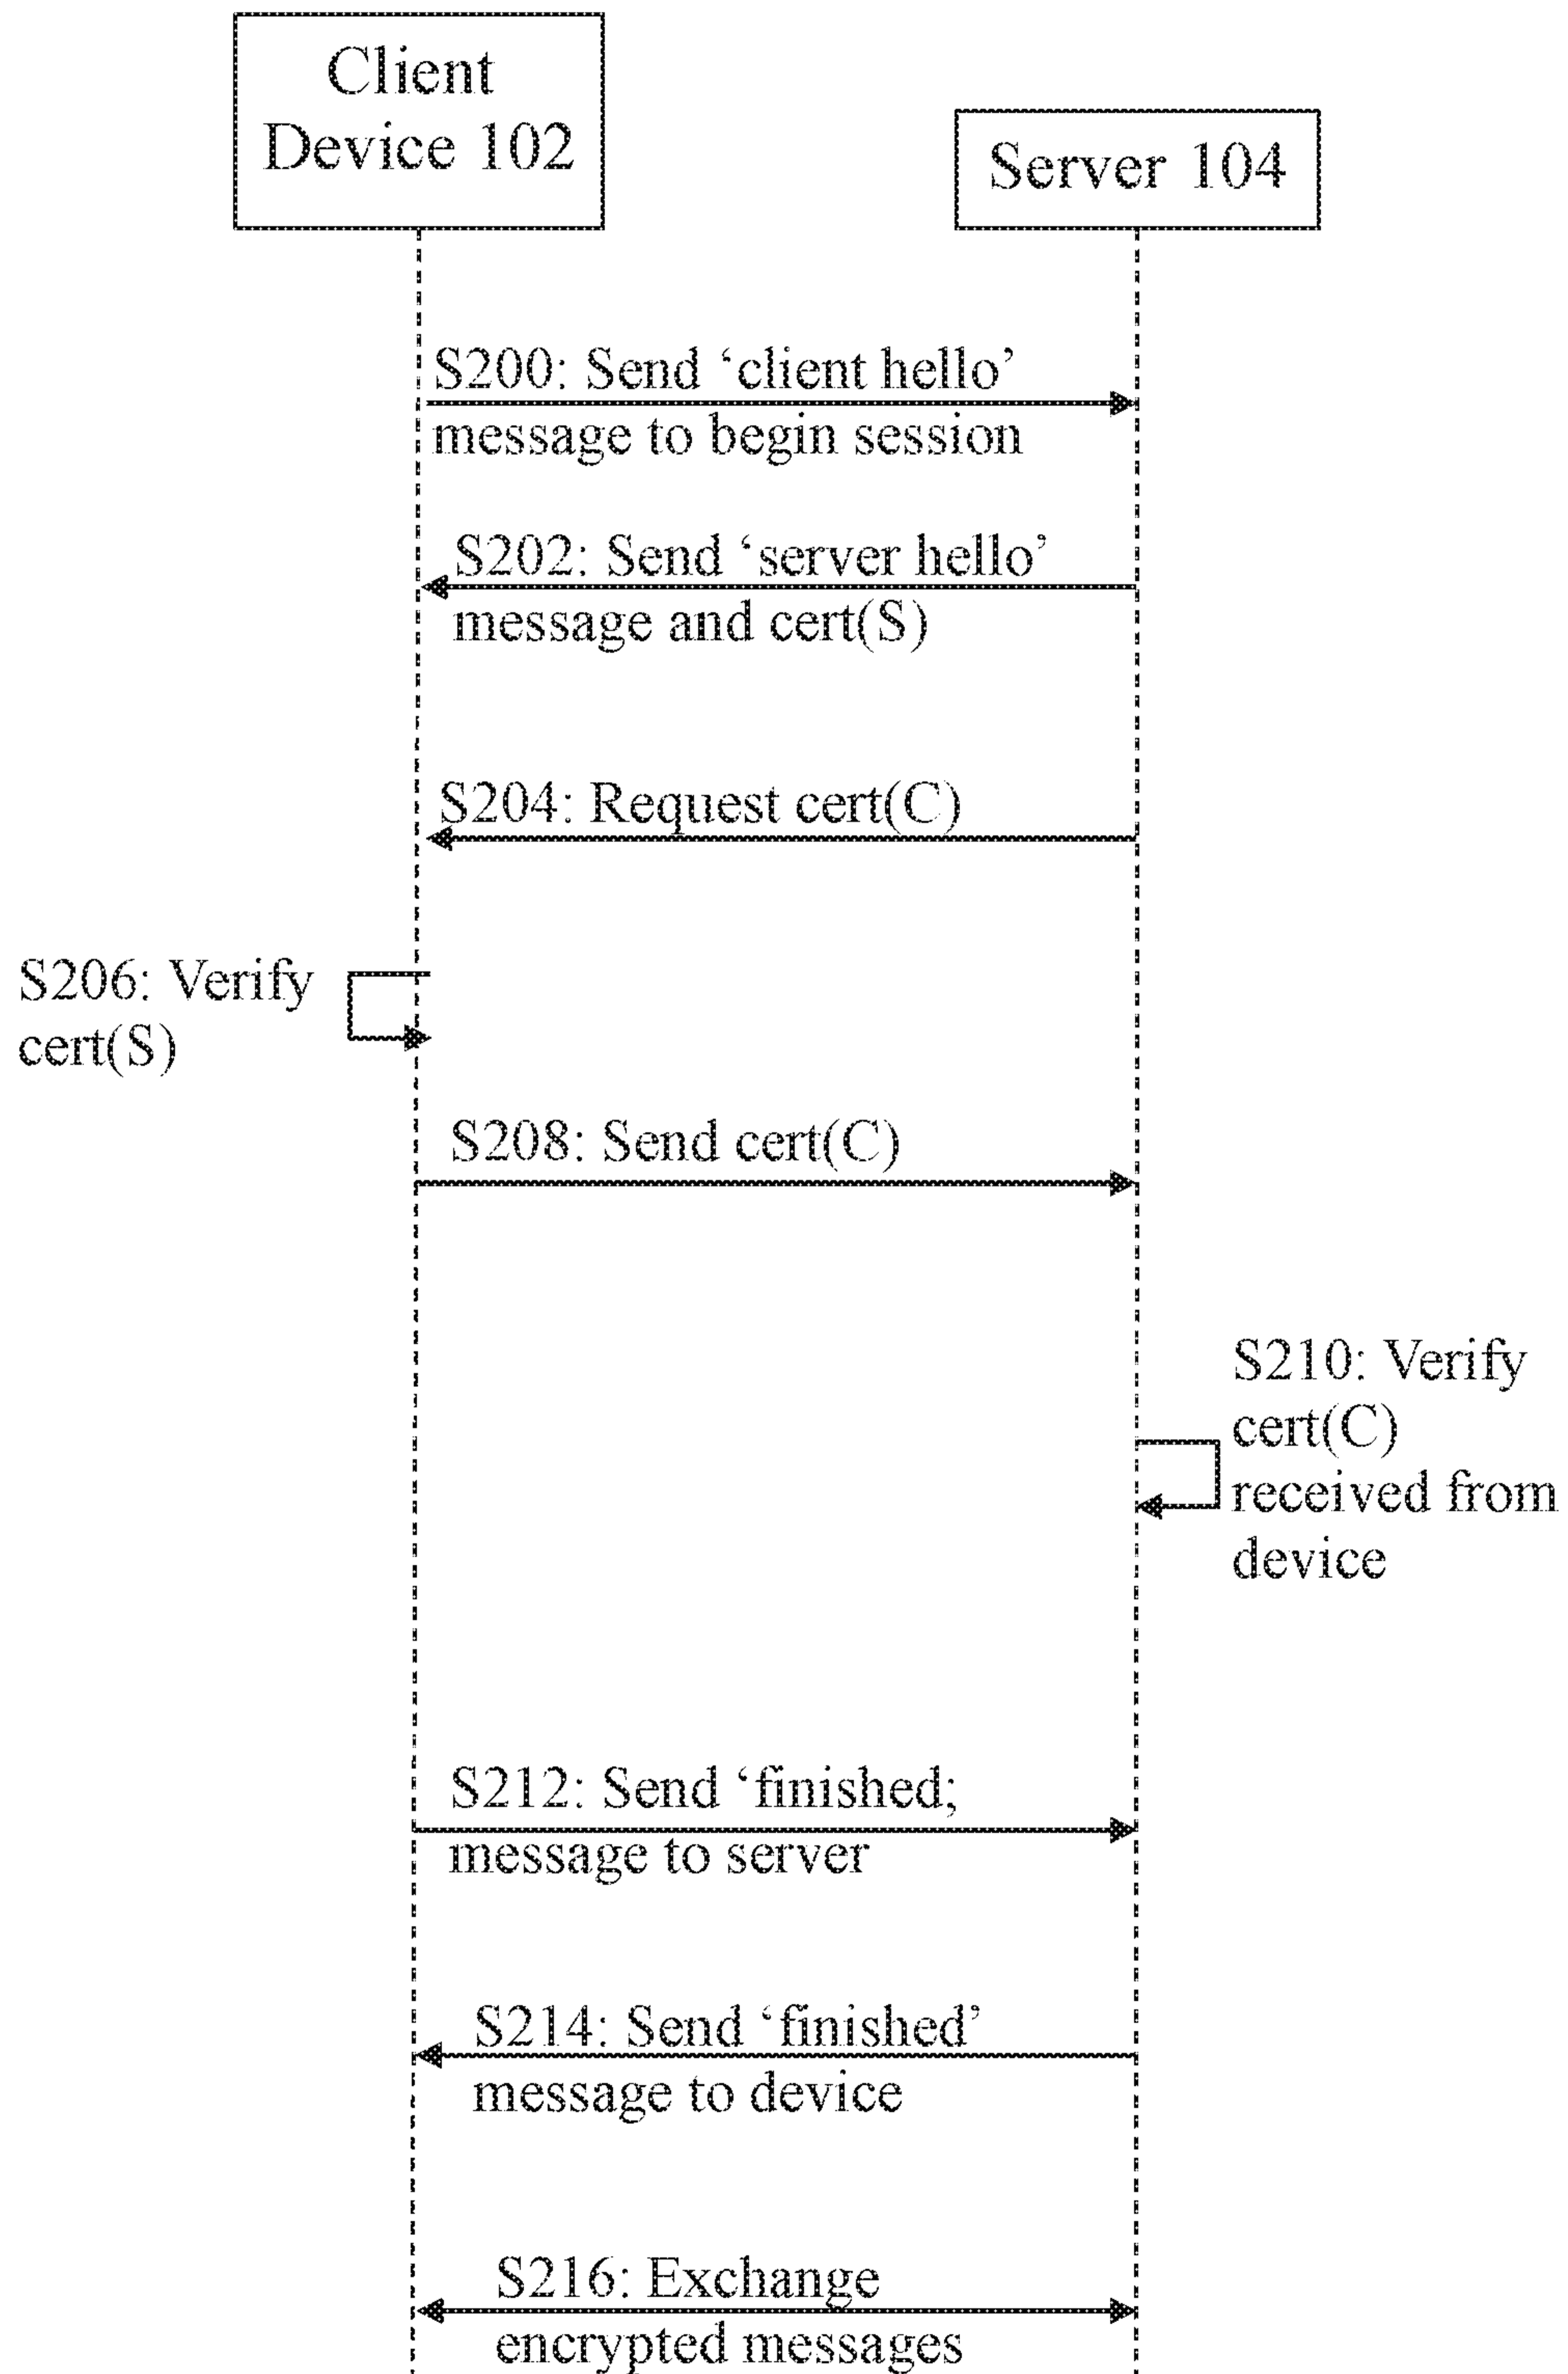 Client
Device 102
Server 104
S200: Send ‘client hello’
message to begin session
S202: Send ‘server hello’
message and cert(S)
S204: Request cert(C)
S206: Verify
cert(S)
S208: Send cert(C)
S210: Verify
cert(C)
received from
device
S212: Send ‘finished;
message to server
S214: Send ‘finished’
message to device
S216: Exchange
encrypted messages